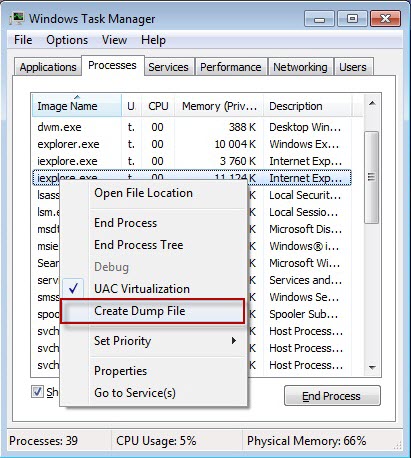 Windows Task Manager
File Options View Help
Applications Processes Services Performance Networking Users
Image Name U. CPU Memory (Priv... Description
dwm.exe t. 00 388 K Desktop Win...
explorer.exe t. 00 10 004 K Windows Ex...
iexplore.exe t. 00 3 760 K Internet Exp...
iexplore.exe t. 00 11 124 K Internet Exp...
lsass Local Securit...
lsm.e Local Sessio...
msdt Microsoft Dis...
msdt Windows® i...
Sear Microsoft Wi...
servi Services and...
smss Windows Se...
spoo Spooler Sub...
svch Host Process...
svch Host Process...
svch Host Process...
Open File Location
End Process
End Process Tree
Debug
UAC Virtualization
Create Dump File
Set Priority
Properties
Go to Service(s)
Sh
End Process
Processes: 39 CPU Usage: 5% Physical Memory: 66%